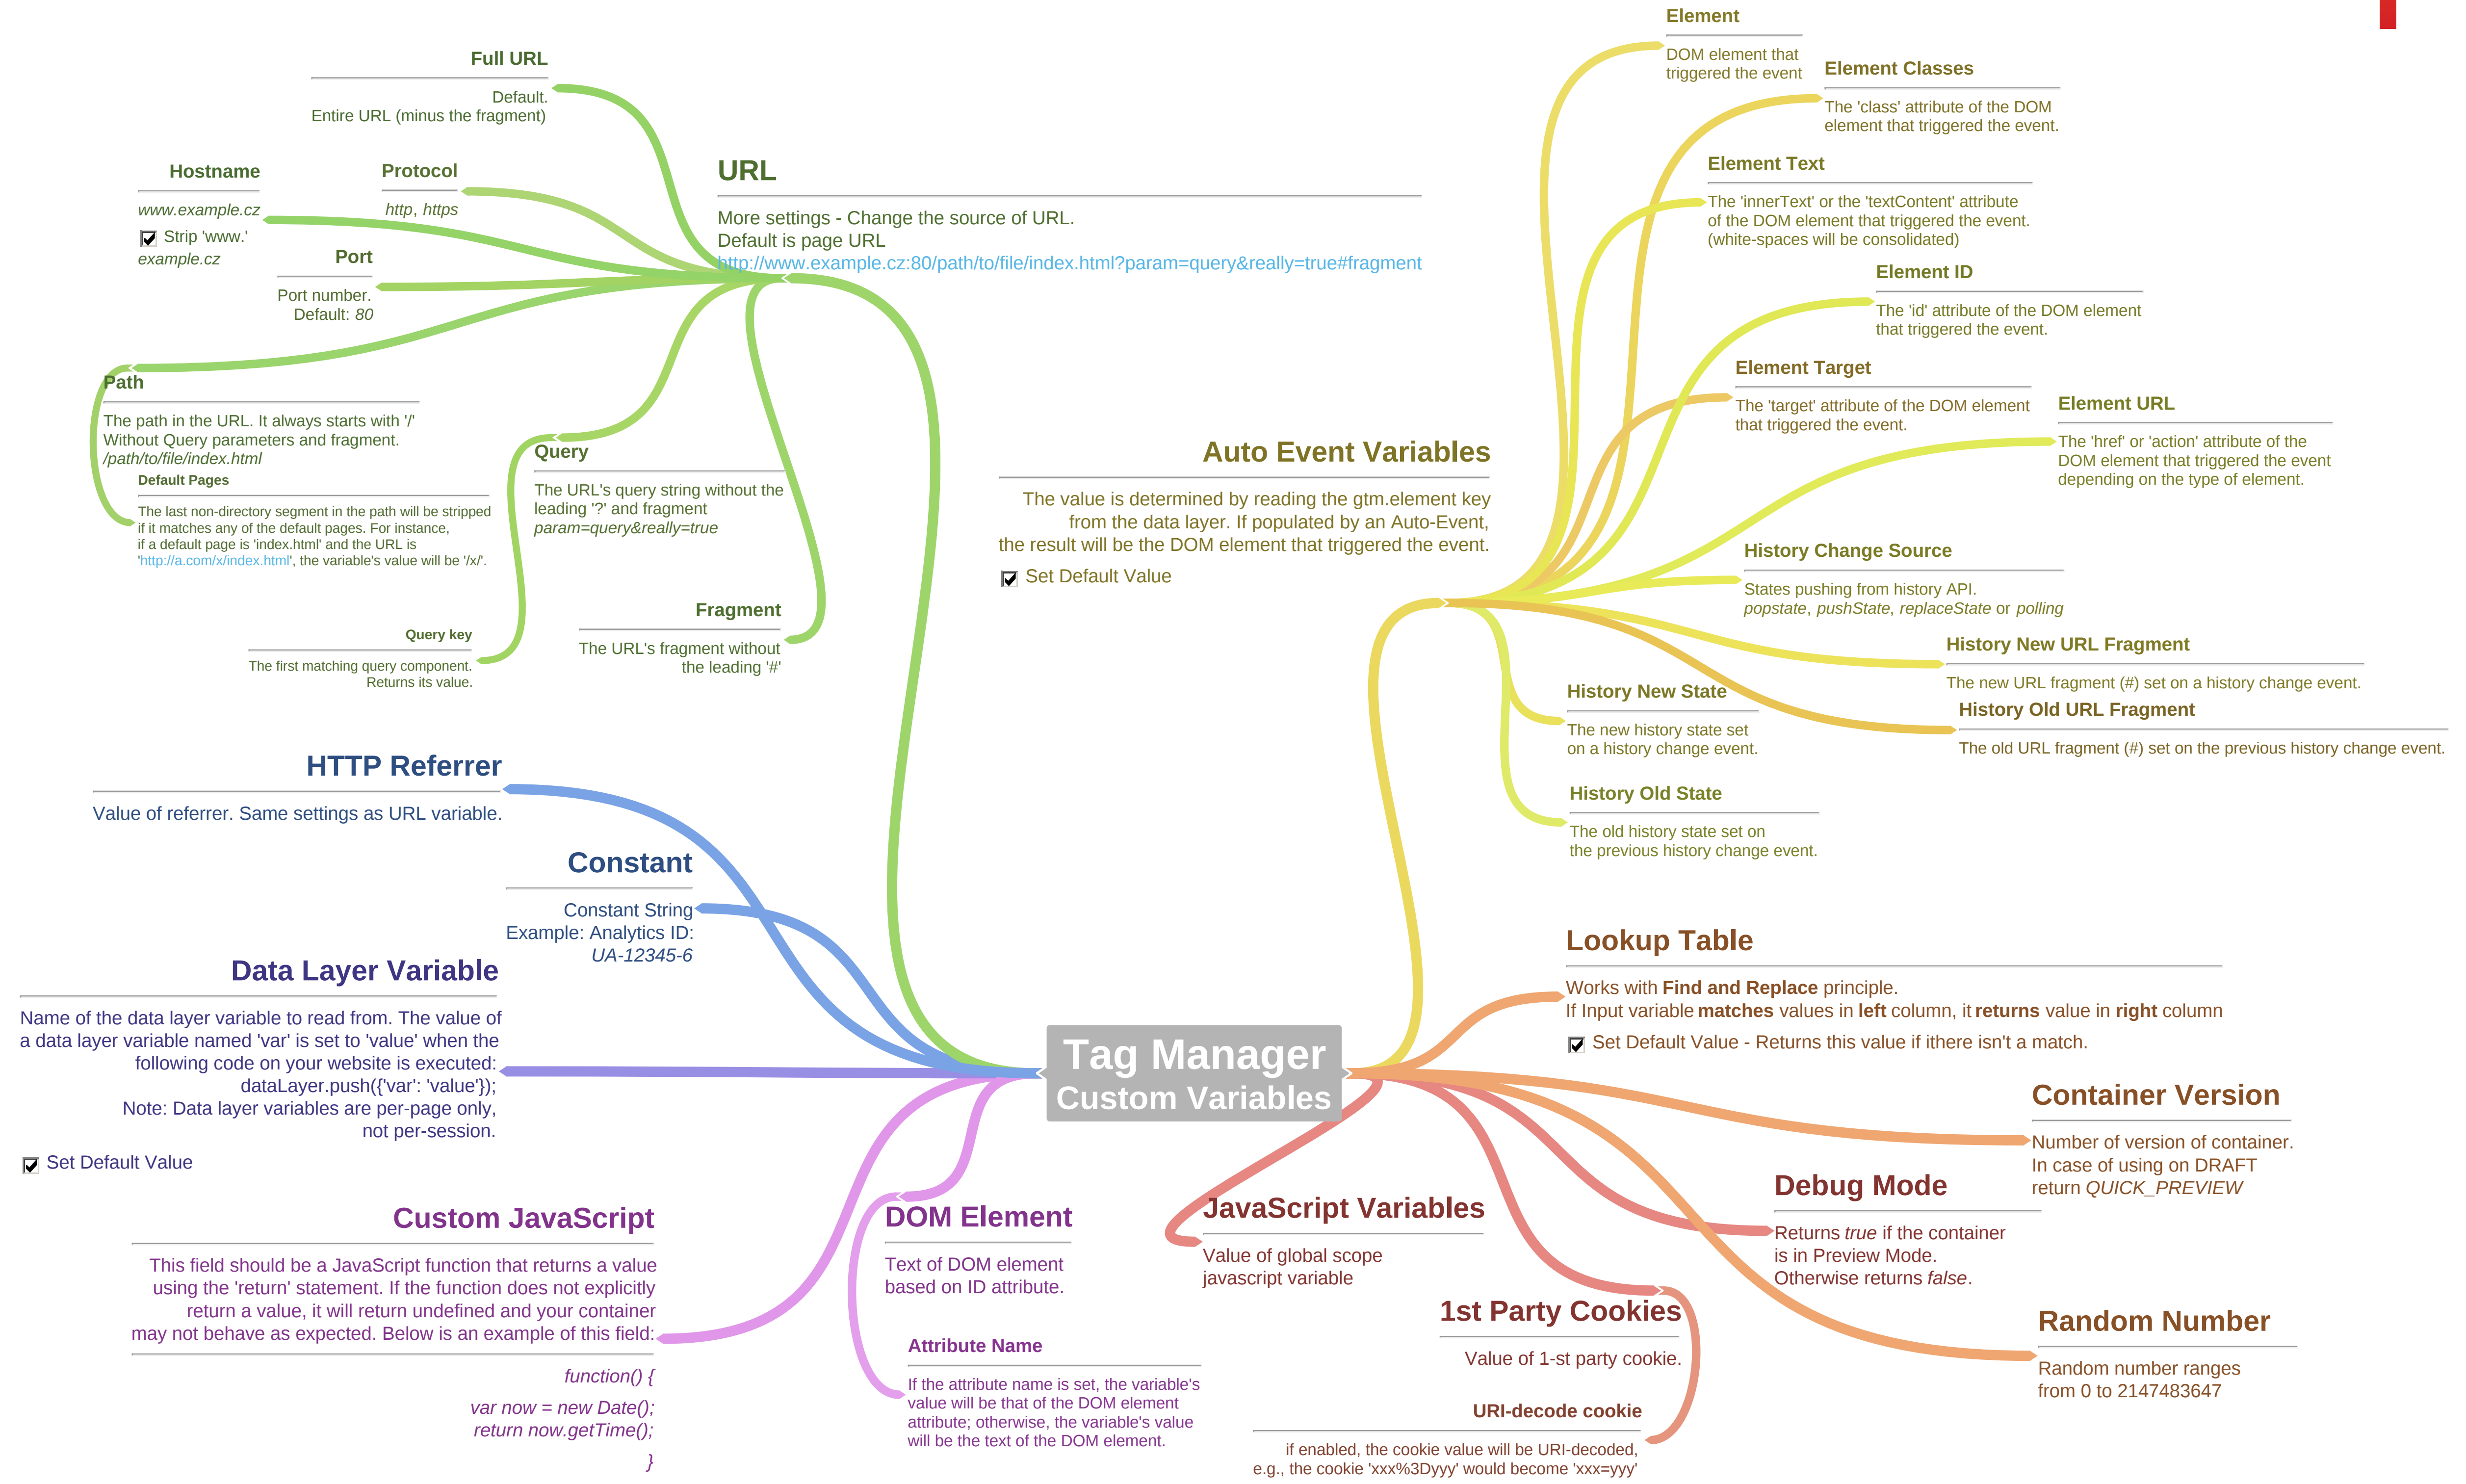 Full URL
Default.
Entire URL (minus the fragment)
Hostname
www.example.cz
Strip 'www.'
example.cz
Protocol
http, https
Port
Port number.
Default: 80
Path
The path in the URL. It always starts with '/'
Without Query parameters and fragment.
/path/to/file/index.html
Default Pages
The last non-directory segment in the path will be stripped
if it matches any of the default pages. For instance,
if a default page is 'index.html' and the URL is
'http://a.com/x/index.html', the variable's value will be '/x/'.
Query
The URL's query string without the
leading '?' and fragment
param=query&really=true
Query key
The first matching query component.
Returns its value.
Fragment
The URL's fragment without
the leading '#'
URL
More settings - Change the source of URL.
Default is page URL
http://www.example.cz:80/path/to/file/index.html?param=query&really=true#fragment
HTTP Referrer
Value of referrer. Same settings as URL variable.
Constant
Constant String
Example: Analytics ID:
UA-12345-6
Data Layer Variable
Name of the data layer variable to read from. The value of
a data layer variable named 'var' is set to 'value' when the
following code on your website is executed:
dataLayer.push({'var': 'value'});
Note: Data layer variables are per-page only,
not per-session.
Set Default Value
Custom JavaScript
This field should be a JavaScript function that returns a value
using the 'return' statement. If the function does not explicitly
return a value, it will return undefined and your container
may not behave as expected. Below is an example of this field:
function() {
var now = new Date();
return now.getTime();
}
DOM Element
Text of DOM element
based on ID attribute.
Attribute Name
If the attribute name is set, the variable's
value will be that of the DOM element
attribute; otherwise, the variable's value
will be the text of the DOM element.
Tag Manager
Custom Variables
Auto Event Variables
The value is determined by reading the gtm.element key
from the data layer. If populated by an Auto-Event,
the result will be the DOM element that triggered the event.
Set Default Value
Element
DOM element that
triggered the event
Element Classes
The 'class' attribute of the DOM
element that triggered the event.
Element Text
The 'innerText' or the 'textContent' attribute
of the DOM element that triggered the event.
(white-spaces will be consolidated)
Element ID
The 'id' attribute of the DOM element
that triggered the event.
Element Target
The 'target' attribute of the DOM element
that triggered the event.
Element URL
The 'href' or 'action' attribute of the
DOM element that triggered the event
depending on the type of element.
History Change Source
States pushing from history API.
popstate, pushState, replaceState or polling
History New URL Fragment
The new URL fragment (#) set on a history change event.
History Old URL Fragment
The old URL fragment (#) set on the previous history change event.
History New State
The new history state set
on a history change event.
History Old State
The old history state set on
the previous history change event.
Lookup Table
Works with Find and Replace principle.
If Input variable matches values in left column, it returns value in right column
Set Default Value - Returns this value if ithere isn't a match.
Container Version
Number of version of container.
In case of using on DRAFT
return QUICK_PREVIEW
Debug Mode
Returns true if the container
is in Preview Mode.
Otherwise returns false.
Random Number
Random number ranges
from 0 to 2147483647
JavaScript Variables
Value of global scope
javascript variable
1st Party Cookies
Value of 1-st party cookie.
URI-decode cookie
if enabled, the cookie value will be URI-decoded,
e.g., the cookie 'xxx%3Dyyy' would become 'xxx=yyy'